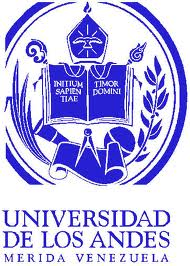 INITIUM TIMOR
SAPIEN DOMINI
TIAE
UNIVERSIDAD
DE LOS ANDES
MERIDA VENEZUELA